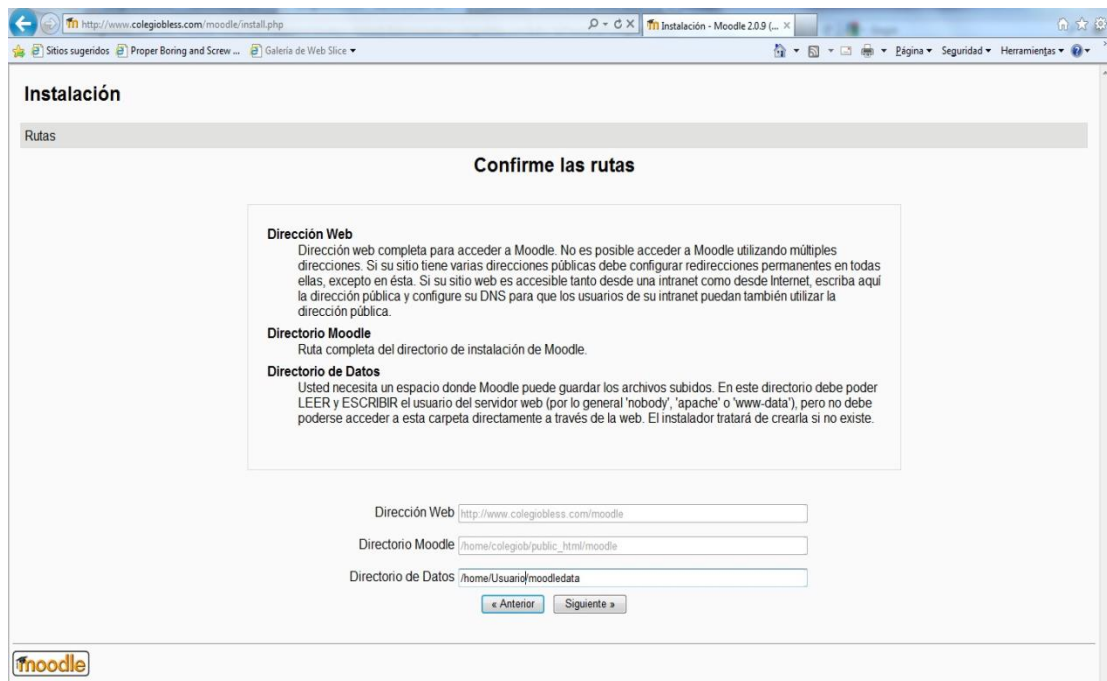 http://www.colegiobless.com/moodle/install.php
Instalación - Moodle 2.0.9 (...
Sitios sugeridos
Proper Boring and Screw ...
Galería de Web Slice
Página
Seguridad
Herramientas
Instalación
Rutas
Confirme las rutas
Dirección Web
Dirección web completa para acceder a Moodle. No es posible acceder a Moodle utilizando múltiples
direcciones. Si su sitio tiene varias direcciones públicas debe configurar redirecciones permanentes en todas
ellas, excepto en ésta. Si su sitio web es accesible tanto desde una intranet como desde Internet, escriba aquí
la dirección pública y configure su DNS para que los usuarios de su intranet puedan también utilizar la
dirección pública.
Directorio Moodle
Ruta completa del directorio de instalación de Moodle.
Directorio de Datos
Usted necesita un espacio donde Moodle puede guardar los archivos subidos. En este directorio debe poder
LEER y ESCRIBIR el usuario del servidor web (por lo general 'nobody', 'apache' o 'www-data'), pero no debe
poderse acceder a esta carpeta directamente a través de la web. El instalador tratará de crearla si no existe.
Dirección Web http://www.colegiobless.com/moodle
Directorio Moodle /home/colegiob/public_html/moodle
Directorio de Datos /home/Usuario/moodledata
« Anterior Siguiente »
moodle